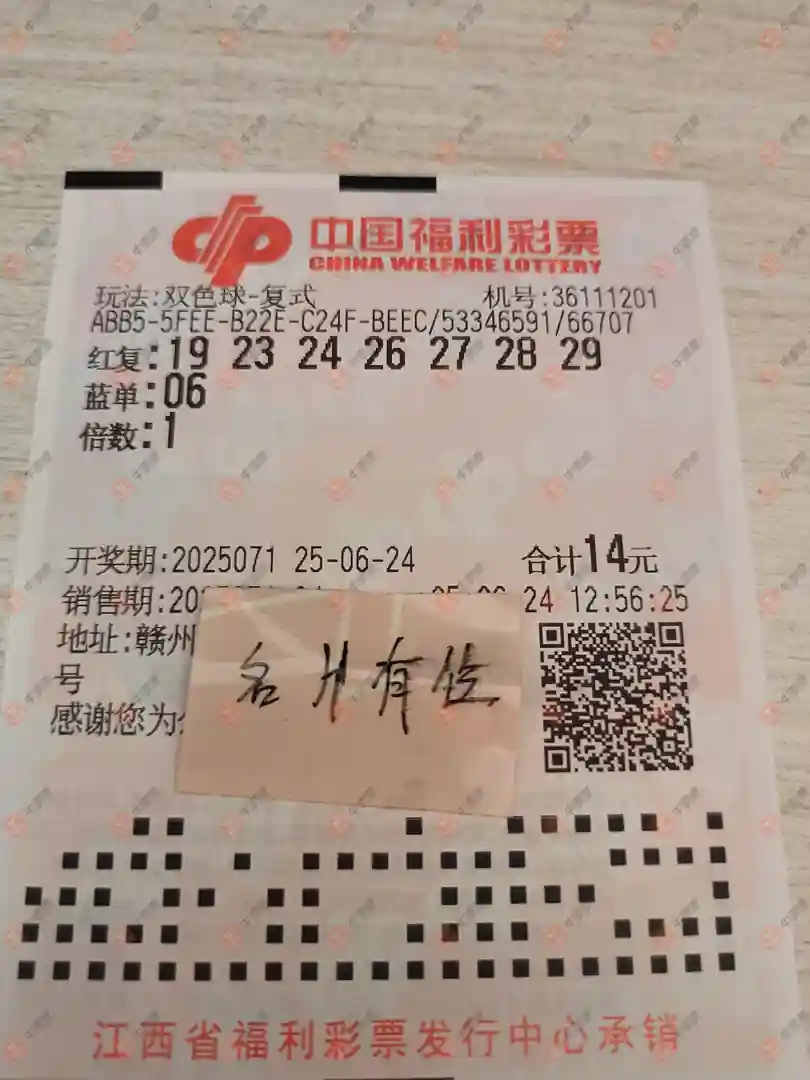 中国福利彩票
CHINA WELFARE LOTTERY
玩法:双色球-复式 机号:36111201
ABB5-5FEE-B22E-C24F-BEEC/53346591/66707
红复:19 23 24 26 27 28 29
蓝单:06
倍数:1
开奖期:2025071 25-06-24 合计14元
销售期:20 24 12:56:25
地址:赣州
号
感谢您为
名 有
江西省福利彩票发行中心承销